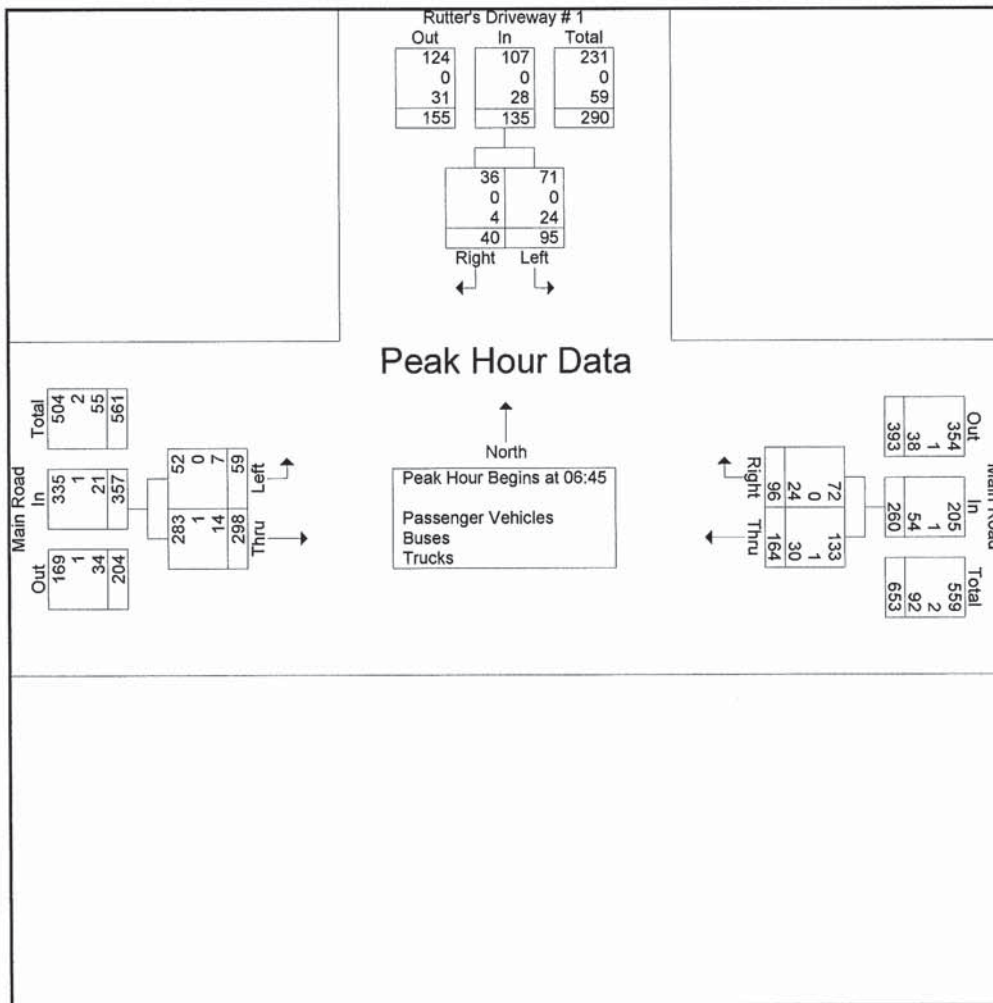 Rutter's Driveway # 1
Out In Total
124 107 231
0 0 0
31 28 59
155 135 290
36 71
0 0
4 24
40 95
Right Left
Peak Hour Data
North
Peak Hour Begins at 06:45
Passenger Vehicles
Buses
Trucks
Main Road
Out In Total
169 335 504
1 1 2
34 21 55
204 357 561
Thru Left
283 52
1 0
14 7
298 59
Main Road
Out In Total
354 205 559
1 1 2
38 54 92
393 260 653
Right Thru
72 133
0 1
24 30
96 164